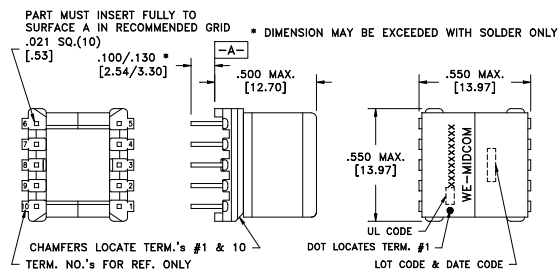 PART MUST INSERT FULLY TO
SURFACE A IN RECOMMENDED GRID
.021 SQ.(10)
[.53]
* DIMENSION MAY BE EXCEEDED WITH SOLDER ONLY
.100/.130 *
[2.54/3.30]
-A-
.500 MAX.
[12.70]
.550 MAX.
[13.97]
6 5
7 4
8 3
9 2
10 1
.550 MAX.
[13.97]
XXXXXXXXXX
WE-MIDCOM
UL CODE
CHAMFERS LOCATE TERM.'s #1 & 10
DOT LOCATES TERM. #1
TERM. NO.'s FOR REF. ONLY
LOT CODE & DATE CODE